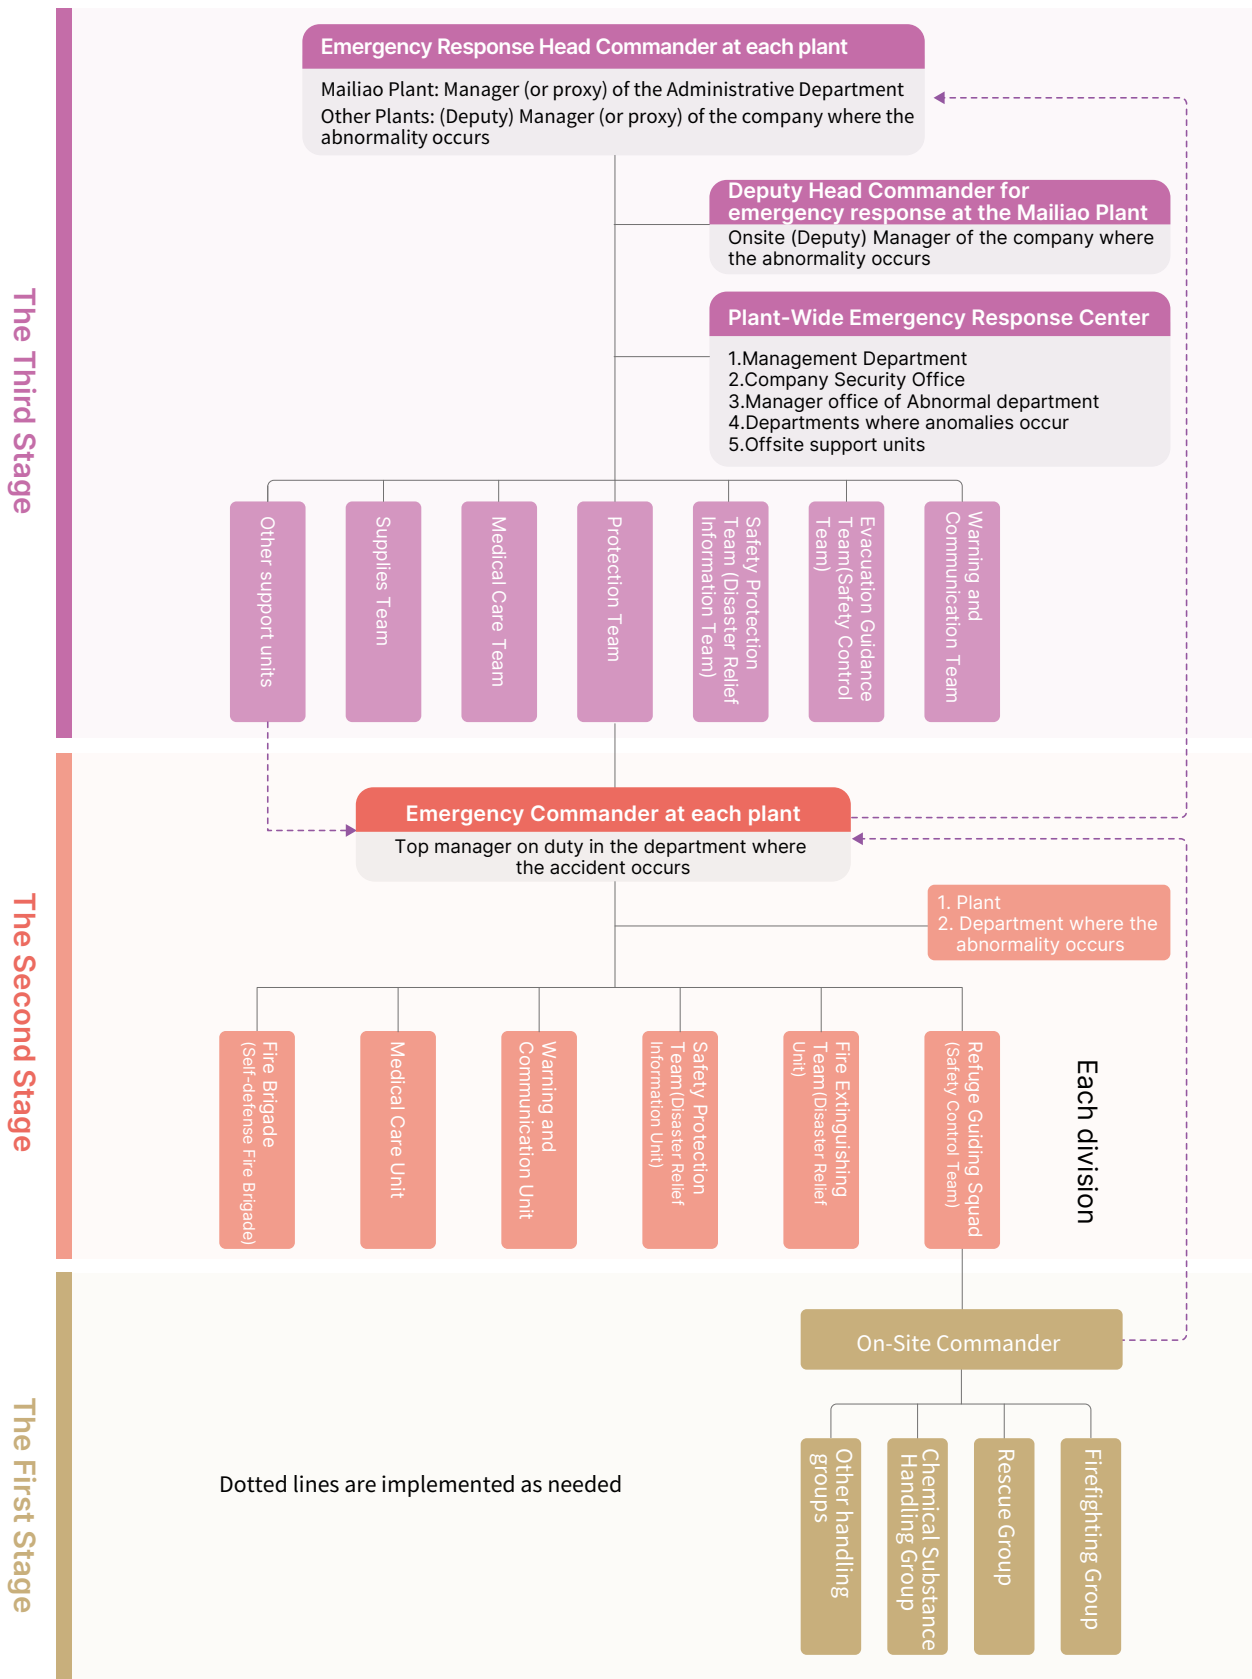 The Third Stage
Emergency Response Head Commander at each plant
Mailiao Plant: Manager (or proxy) of the Administrative Department
Other Plants: (Deputy) Manager (or proxy) of the company where the
abnormality occurs
Deputy Head Commander for
emergency response at the Mailiao Plant
Onsite (Deputy) Manager of the company where
the abnormality occurs
Plant-Wide Emergency Response Center
1.Management Department
2.Company Security Office
3.Manager office of Abnormal department
4.Departments where anomalies occur
5.Offsite support units
Other support units
Supplies Team
Medical Care Team
Protection Team
Safety Protection
Team (Disaster Relief
Information Team)
Evacuation Guidance
Team(Safety Control
Team)
Warning and
Communication Team
The Second Stage
Emergency Commander at each plant
Top manager on duty in the department where
the accident occurs
1. Plant
2. Department where the
abnormality occurs
Fire Brigade
(Self-defense Fire Brigade)
Medical Care Unit
Warning and
Communication Unit
Safety Protection
Team(Disaster Relief
Information Unit)
Fire Extinguishing
Team(Disaster Relief
Unit)
Refuge Guiding Squad
(Safety Control Team)
Each division
The First Stage
On-Site Commander
Dotted lines are implemented as needed
Other handling
groups
Chemical Substance
Handling Group
Rescue Group
Firefighting Group